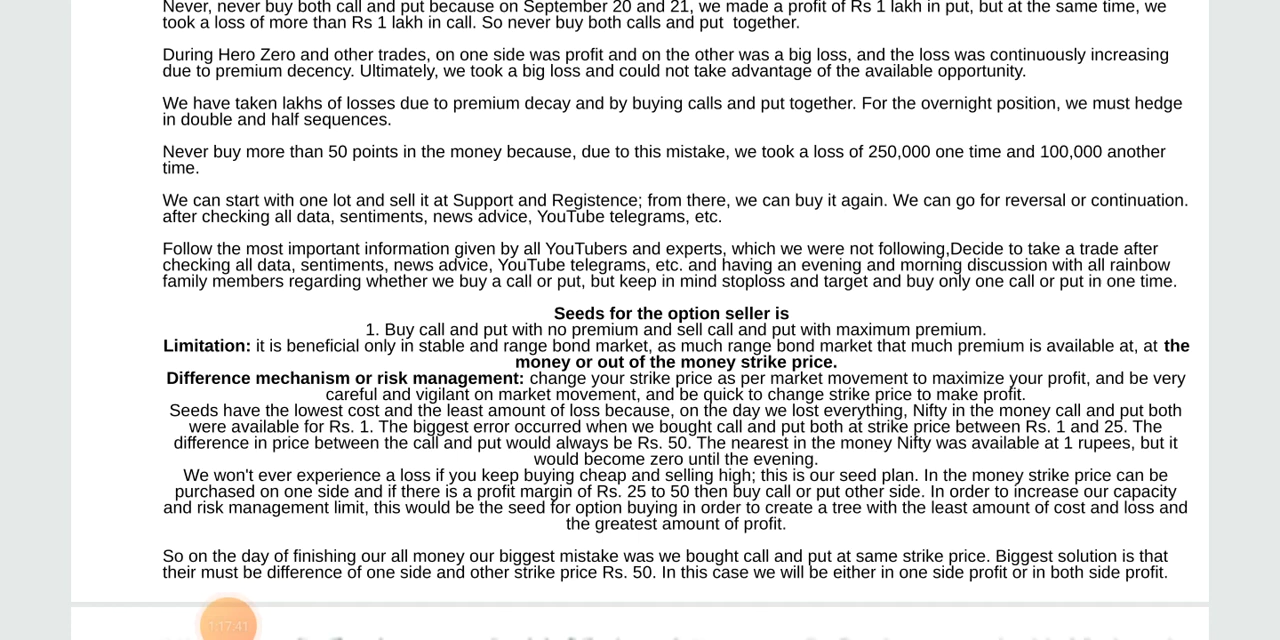 Never, never buy both call and put because on September 20 and 21, we made a profit of Rs 1 lakh in put, but at the same time, we
took a loss of more than Rs 1 lakh in call. So never buy both calls and put  together.
During Hero Zero and other trades, on one side was profit and on the other was a big loss, and the loss was continuously increasing
due to premium decency. Ultimately, we took a big loss and could not take advantage of the available opportunity.
We have taken lakhs of losses due to premium decay and by buying calls and put together. For the overnight position, we must hedge
in double and half sequences.
Never buy more than 50 points in the money because, due to this mistake, we took a loss of 250,000 one time and 100,000 another
time.
We can start with one lot and sell it at Support and Registence; from there, we can buy it again. We can go for reversal or continuation.
after checking all data, sentiments, news advice, YouTube telegrams, etc.
Follow the most important information given by all YouTubers and experts, which we were not following,Decide to take a trade after
checking all data, sentiments, news advice, YouTube telegrams, etc. and having an evening and morning discussion with all rainbow
family members regarding whether we buy a call or put, but keep in mind stoploss and target and buy only one call or put in one time.
Seeds for the option seller is
1. Buy call and put with no premium and sell call and put with maximum premium.
Limitation: it is beneficial only in stable and range bond market, as much range bond market that much premium is available at, at the
money or out of the money strike price.
Difference mechanism or risk management: change your strike price as per market movement to maximize your profit, and be very
careful and vigilant on market movement, and be quick to change strike price to make profit.
Seeds have the lowest cost and the least amount of loss because, on the day we lost everything, Nifty in the money call and put both
were available for Rs. 1. The biggest error occurred when we bought call and put both at strike price between Rs. 1 and 25. The
difference in price between the call and put would always be Rs. 50. The nearest in the money Nifty was available at 1 rupees, but it
would become zero until the evening.
We won't ever experience a loss if you keep buying cheap and selling high; this is our seed plan. In the money strike price can be
purchased on one side and if there is a profit margin of Rs. 25 to 50 then buy call or put other side. In order to increase our capacity
and risk management limit, this would be the seed for option buying in order to create a tree with the least amount of cost and loss and
the greatest amount of profit.
So on the day of finishing our all money our biggest mistake was we bought call and put at same strike price. Biggest solution is that
their must be difference of one side and other strike price Rs. 50. In this case we will be either in one side profit or in both side profit.
1:17:41